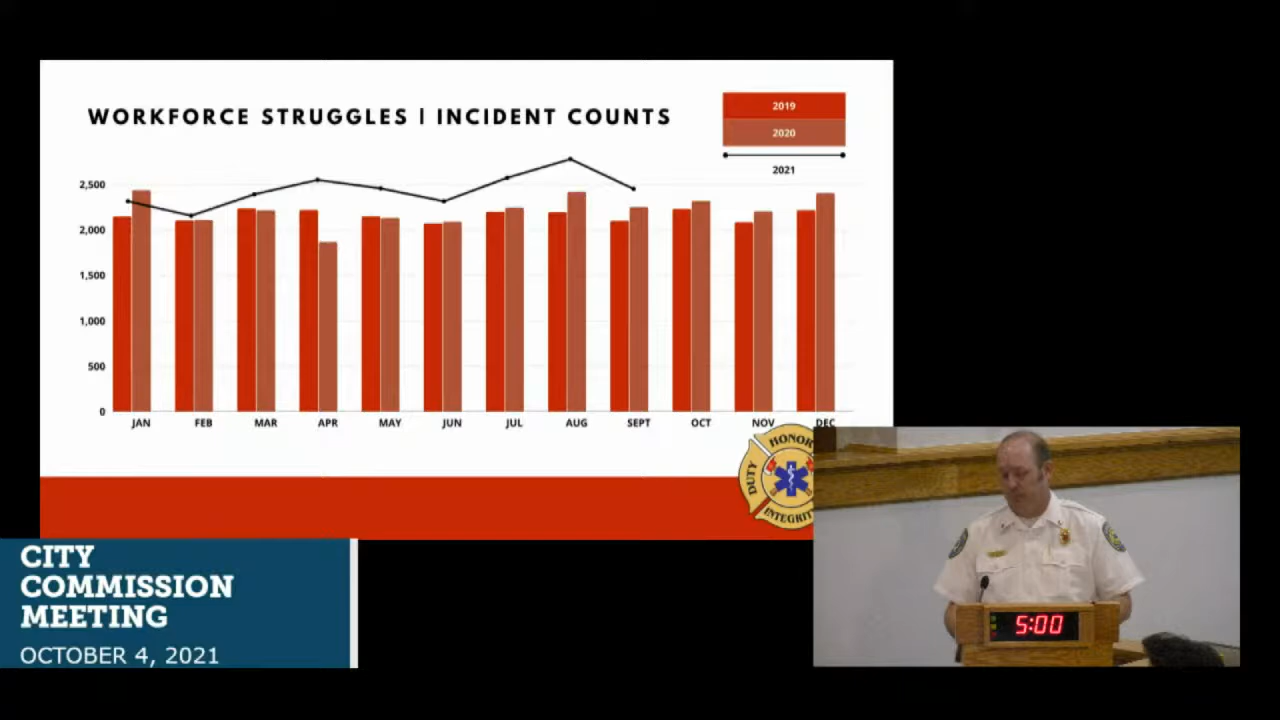 WORKFORCE STRUGGLES | INCIDENT COUNTS
2019
2020
2021
2,500
2,000
1,500
1,000
500
0
JAN FEB MAR APR MAY JUN JUL AUG SEPT OCT NOV DEC
HONOR
DUTY
INTEGRIT
CITY
COMMISSION
MEETING
OCTOBER 4, 2021
5:00